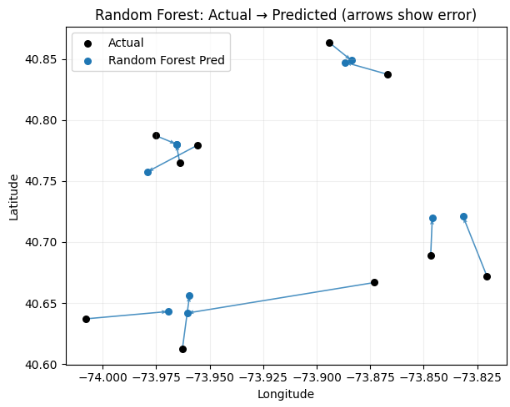 Random Forest: Actual → Predicted (arrows show error)
Actual
Random Forest Pred
Latitude
40.85
40.80
40.75
40.70
40.65
40.60
−74.000 −73.975 −73.950 −73.925 −73.900 −73.875 −73.850 −73.825
Longitude